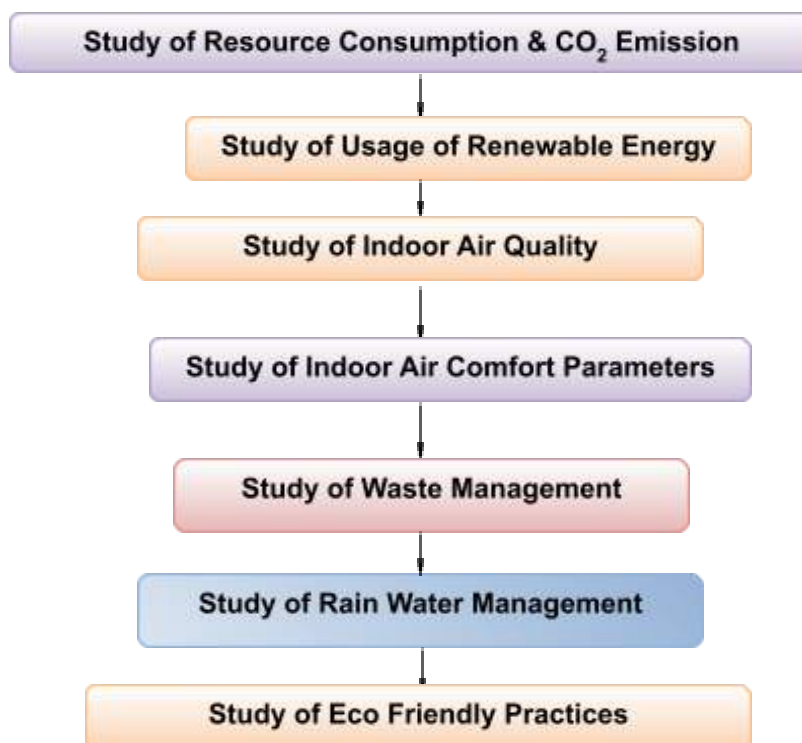 Study of Resource Consumption & CO₂ Emission
Study of Usage of Renewable Energy
Study of Indoor Air Quality
Study of Indoor Air Comfort Parameters
Study of Waste Management
Study of Rain Water Management
Study of Eco Friendly Practices